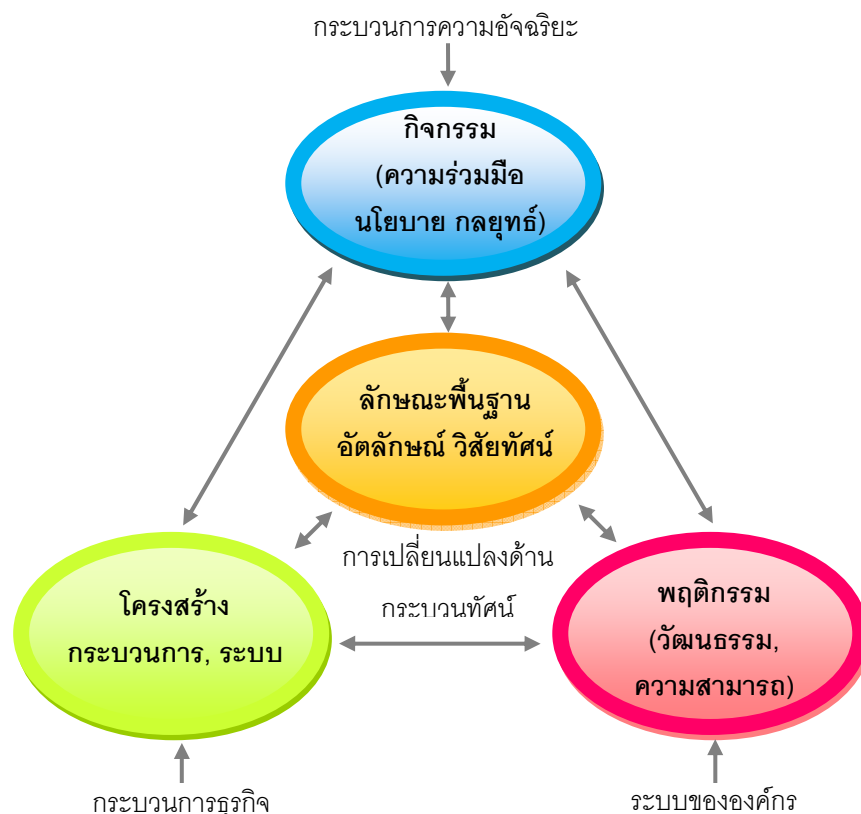 กระบวนการความอัจฉริยะ
กิจกรรม
(ความร่วมมือ
นโยบาย กลยุทธ์)
ลักษณะพื้นฐาน
อัตลักษณ์ วิสัยทัศน์
การเปลี่ยนแปลงด้าน
กระบวนทัศน์
โครงสร้าง
กระบวนการ, ระบบ
พฤติกรรม
(วัฒนธรรม,
ความสามารถ)
กระบวนการธุรกิจ
ระบบขององค์กร